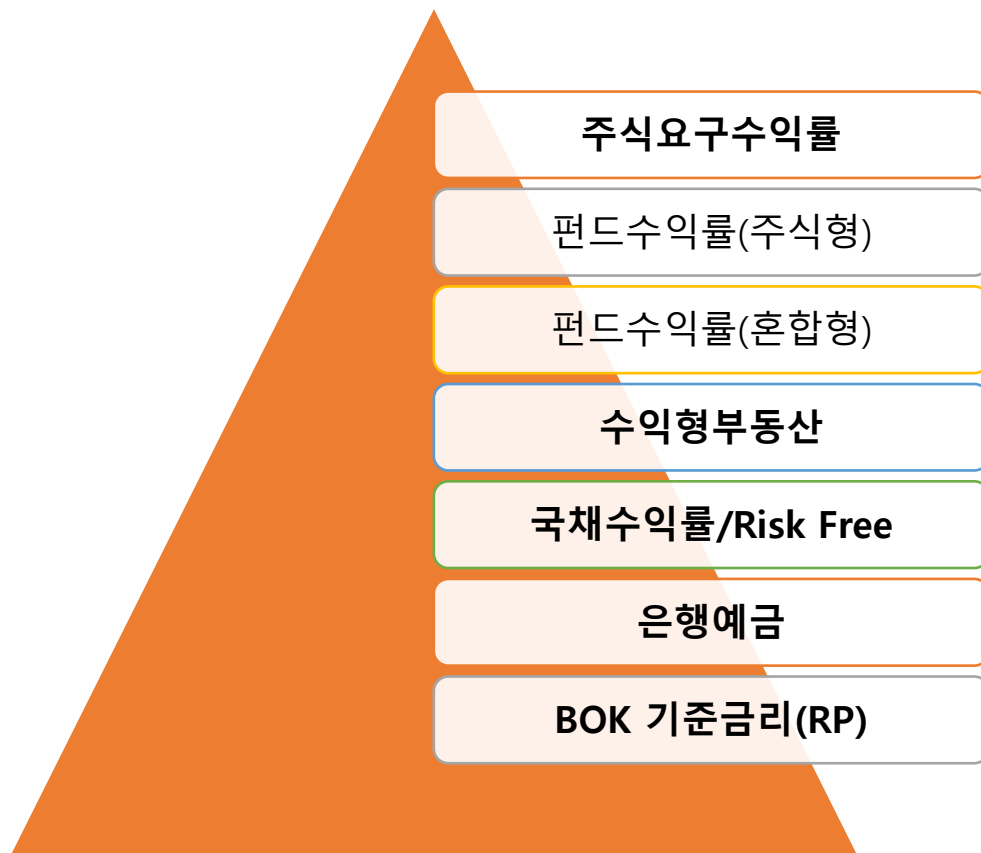 주식요구수익률
펀드수익률(주식형)
펀드수익률(혼합형)
수익형부동산
국채수익률/Risk Free
은행예금
BOK 기준금리(RP)